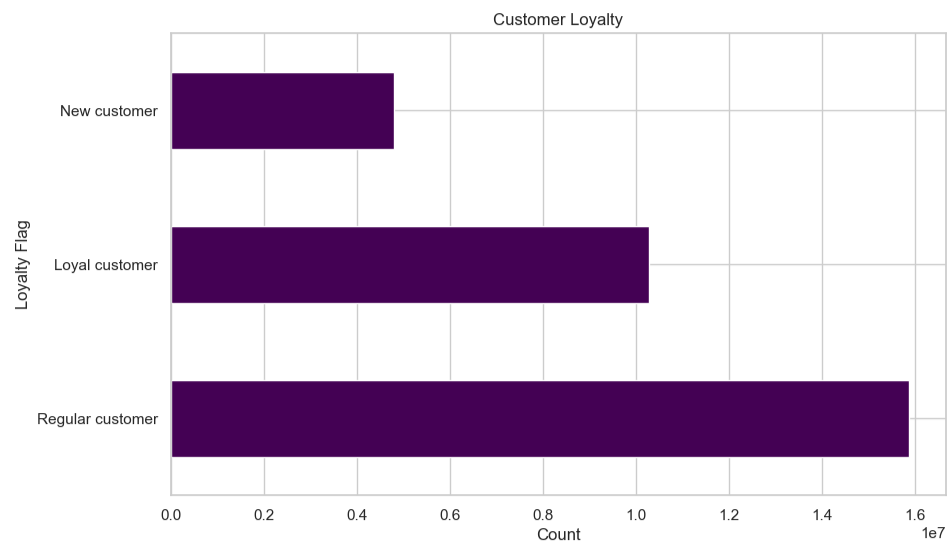 Customer Loyalty
New customer
Loyal customer
Regular customer
Loyalty Flag
0.0 0.2 0.4 0.6 0.8 1.0 1.2 1.4 1.6
1e7
Count